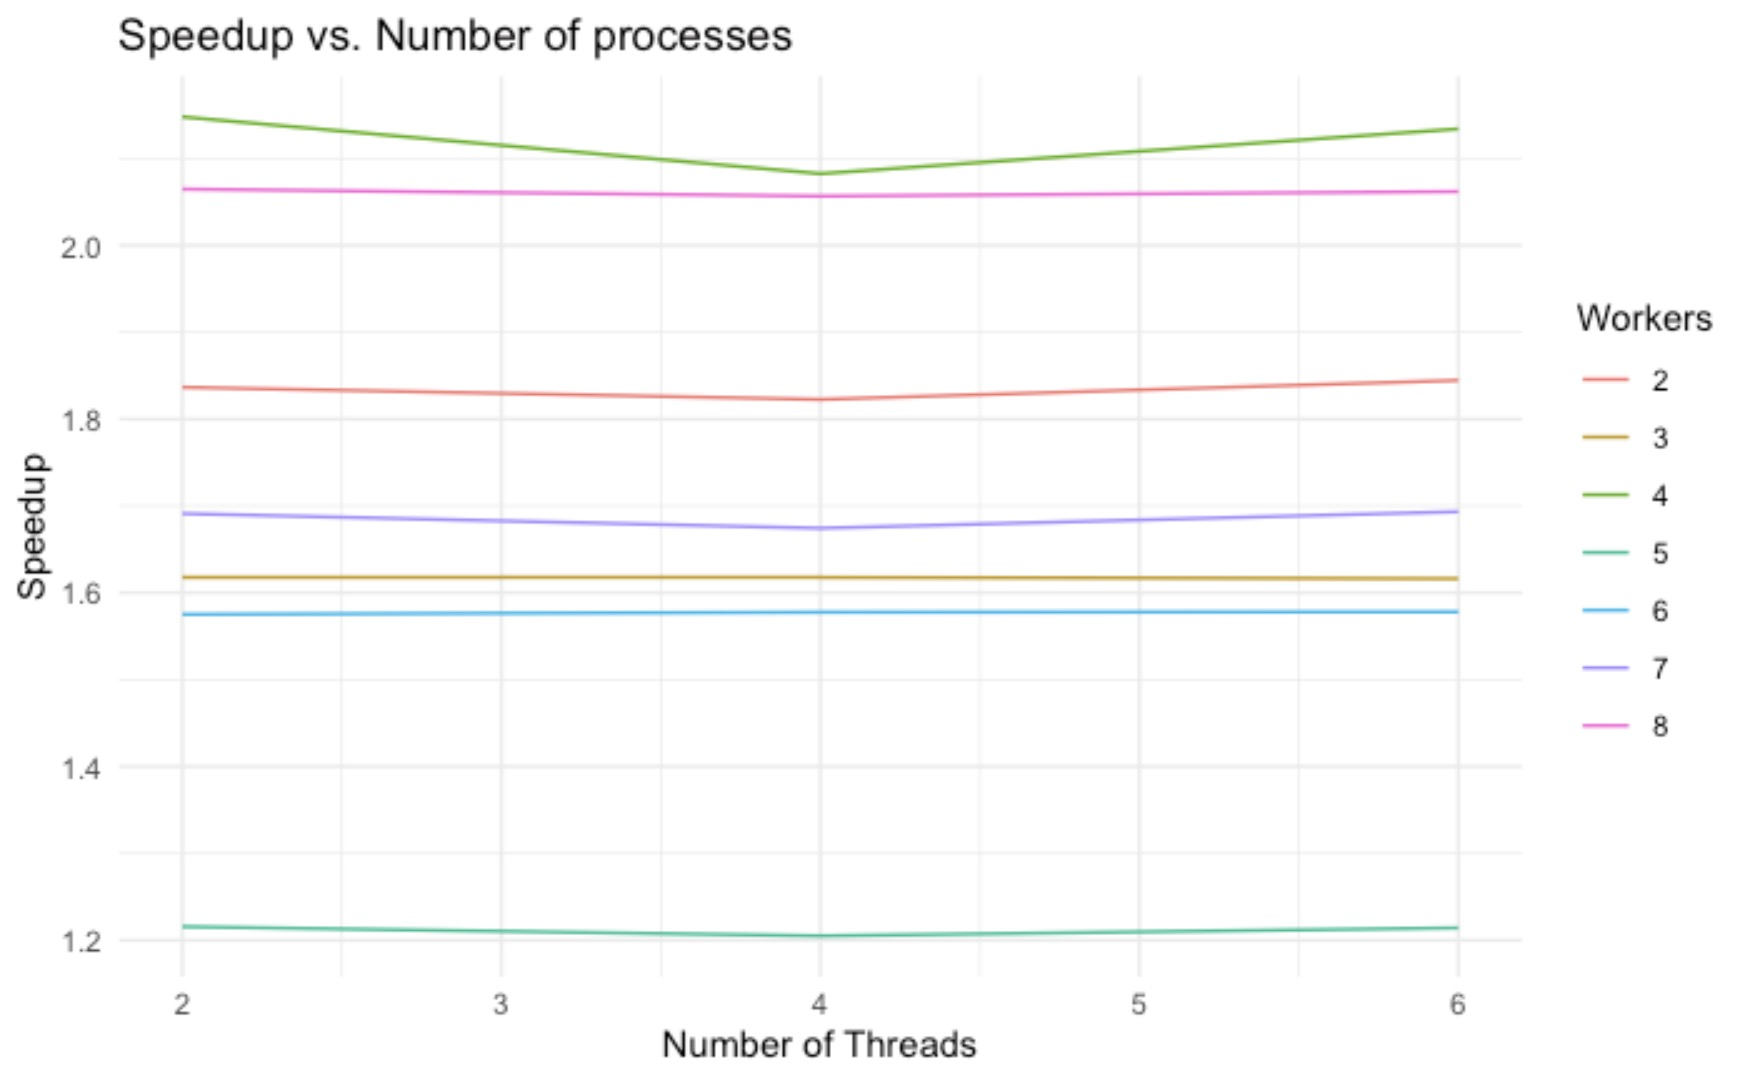 Speedup vs. Number of processes
Speedup
2.0
1.8
1.6
1.4
1.2
2 3 4 5 6
Number of Threads
Workers
2
3
4
5
6
7
8